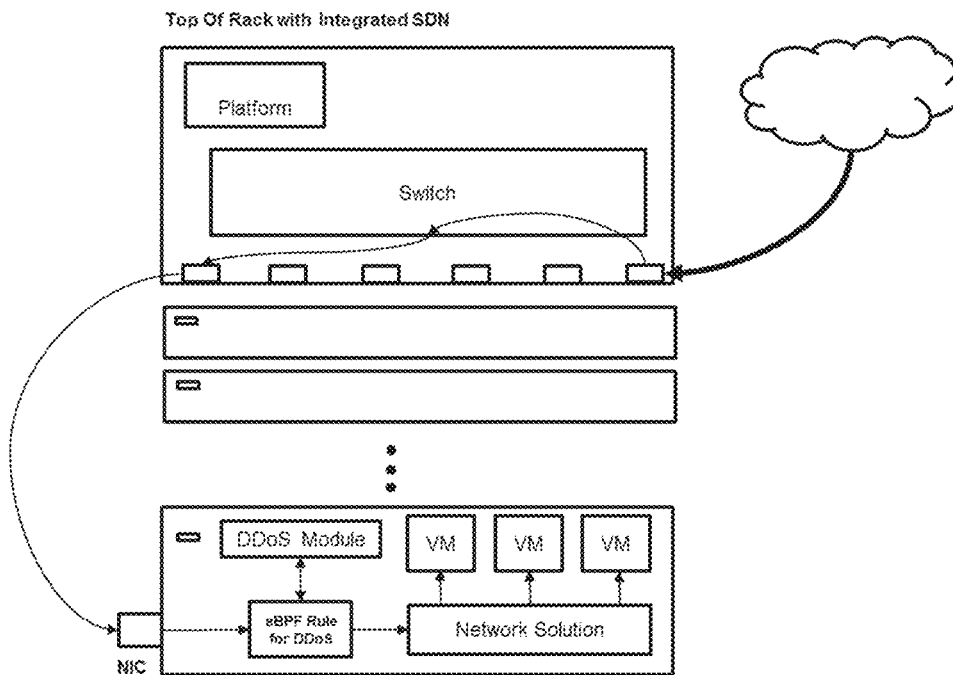 Top Of Rack with Integrated SDN
Platform
Switch
DDoS Module
VM
VM
VM
eBPF Rule
for DDoS
Network Solution
NIC